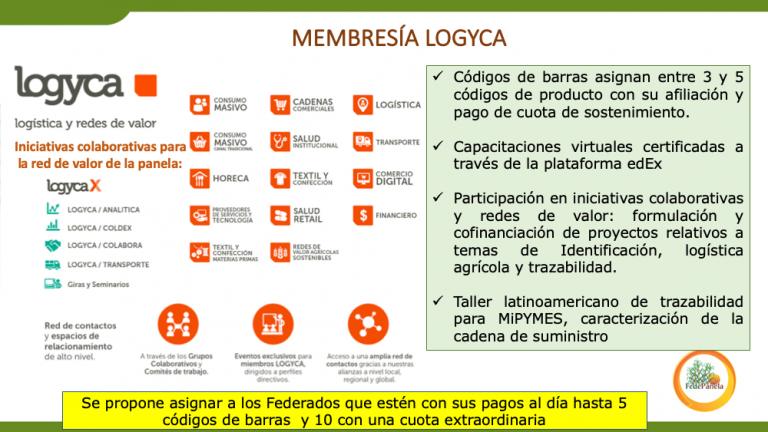 MEMBRESÍA LOGYCA
logyca
logística y redes de valor
Iniciativas colaborativas para
la red de valor de la panela:
logycaX
LOGYCA / ANALíTICA
LOGYCA / COLDEX
LOGYCA / COLABORA
LOGYCA / TRANSPORTE
Giras y Seminarios
CONSUMO
MASIVO
CADENAS
COMERCIALES
LOGÍSTICA
CONSUMO
MASIVO
CANAL TRADICIONAL
SALUD
INSTITUCIONAL
TRANSPORTE
HORECA
TEXTIL Y
CONFECCIÓN
COMERCIO
DIGITAL
PROVEEDORES
DE SERVICIOS Y
TECNOLOGÍA
SALUD
RETAIL
FINANCIERO
TEXTIL Y
CONFECCIÓN
MATERIAS PRIMAS
REDES DE
VALOR AGRÍCOLAS
SOSTENIBLES
Red de contactos
y espacios de
relacionamiento
de alto nivel.
A través de los Grupos
Colaborativos y
Comités de trabajo.
Eventos exclusivos para
miembros LOGYCA,
dirigidos a perfiles
directivos.
Acceso a una amplia red de
contactos gracias a nuestras
alianzas a nivel local,
regional y global.
✓ Códigos de barras asignan entre 3 y 5
códigos de producto con su afiliación y
pago de cuota de sostenimiento.
✓ Capacitaciones virtuales certificadas a
través de la plataforma edEx
✓ Participación en iniciativas colaborativas
y redes de valor: formulación y
cofinanciación de proyectos relativos a
temas de Identificación, logística
agrícola y trazabilidad.
✓ Taller latinoamericano de trazabilidad
para MiPYMES, caracterización de la
cadena de suministro
FedePanela
Se propone asignar a los Federados que estén con sus pagos al día hasta 5
códigos de barras y 10 con una cuota extraordinaria